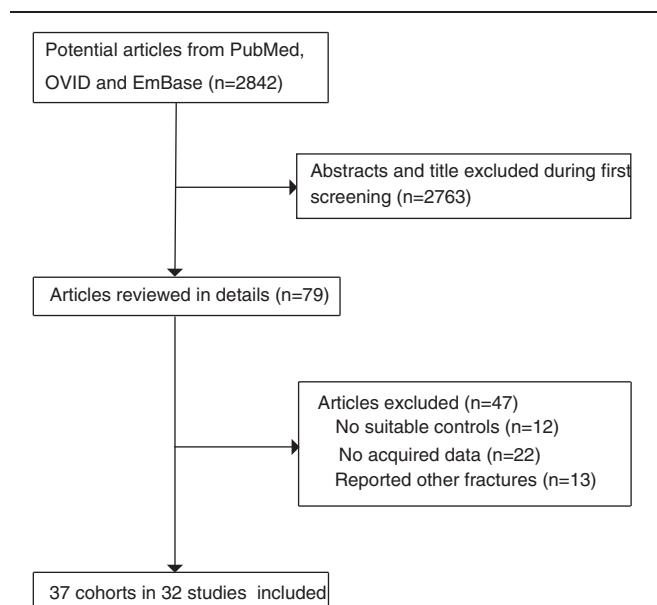 Potential articles from PubMed,
OVID and EmBase (n=2842)
Abstracts and title excluded during first
screening (n=2763)
Articles reviewed in details (n=79)
Articles excluded (n=47)
No suitable controls (n=12)
No acquired data (n=22)
Reported other fractures (n=13)
37 cohorts in 32 studies included